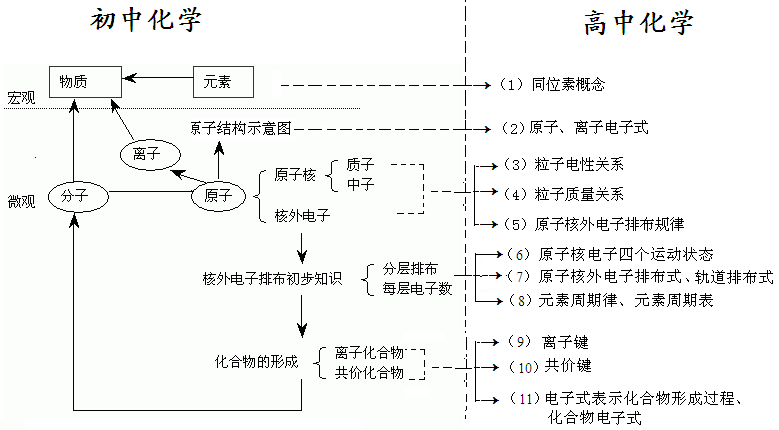 初中化学
高中化学
物质
元素
(1) 同位素概念
宏观
原子结构示意图
(2) 原子、离子电子式
离子
原子核
质子
中子
(3) 粒子电性关系
微观
分子
原子
(4) 粒子质量关系
核外电子
(5) 原子核外电子排布规律
(6) 原子核电子四个运动状态
核外电子排布初步知识
分层排布
每层电子数
(7) 原子核外电子排布式、轨道排布式
(8) 元素周期律、元素周期表
化合物的形成
离子化合物
共价化合物
(9) 离子键
(10) 共价键
(11) 电子式表示化合物形成过程、
化合物电子式